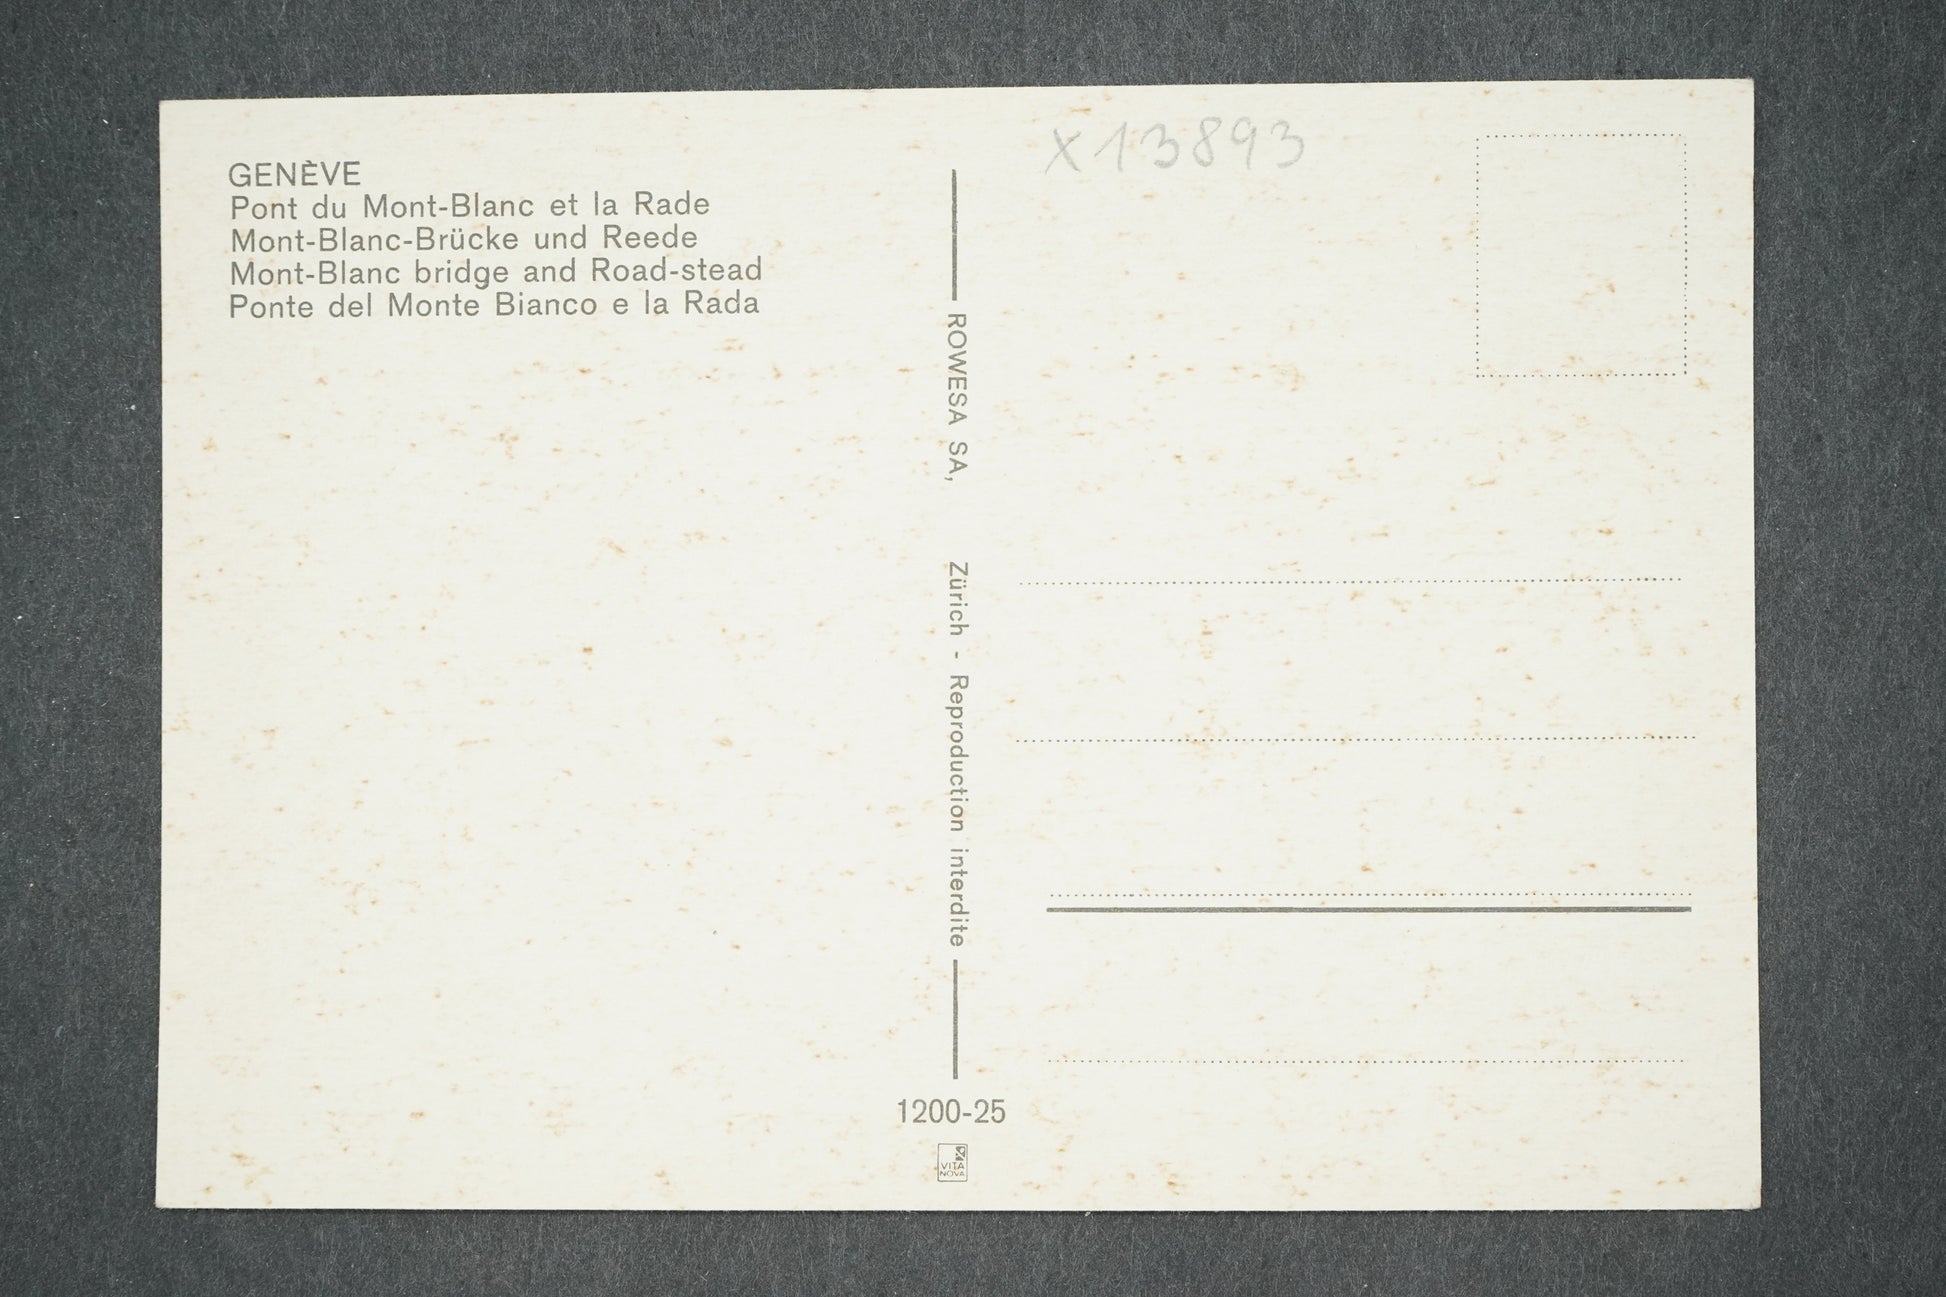 GENÈVE
Pont du Mont-Blanc et la Rade
Mont-Blanc-Brücke und Reede
Mont-Blanc bridge and Road-stead
Ponte del Monte Bianco e la Rada
ROWESA SA, Zürich - Reproduction interdite
1200-25
VITA
NOVA
X13893